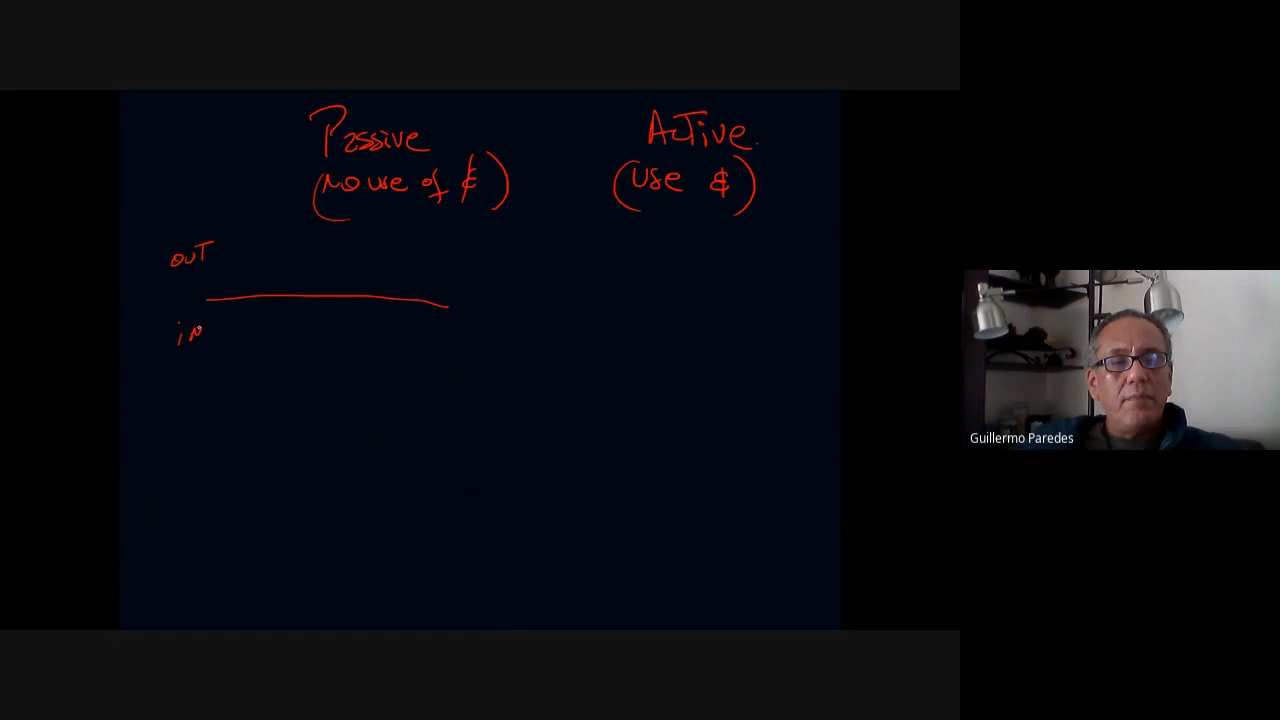 Passive
(no use of ¢)
Active.
(use ¢)
OUT
iN
Guillermo Paredes